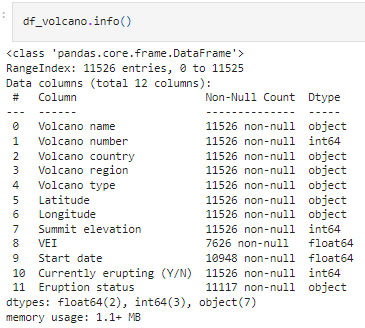 :
df_volcano.info()
<class 'pandas.core.frame.DataFrame'>
RangeIndex: 11526 entries, 0 to 11525
Data columns (total 12 columns):
 #   Column                   Non-Null Count  Dtype
---  ------                   --------------  -----
 0   Volcano name             11526 non-null  object
 1   Volcano number           11526 non-null  int64
 2   Volcano country          11526 non-null  object
 3   Volcano region           11526 non-null  object
 4   Volcano type             11526 non-null  object
 5   Latitude                 11526 non-null  object
 6   Longitude                11526 non-null  object
 7   Summit elevation         11526 non-null  int64
 8   VEI                      7626 non-null   float64
 9   Start date               10948 non-null  float64
 10  Currently erupting (Y/N) 11526 non-null  int64
 11  Eruption status          11117 non-null  object
dtypes: float64(2), int64(3), object(7)
memory usage: 1.1+ MB